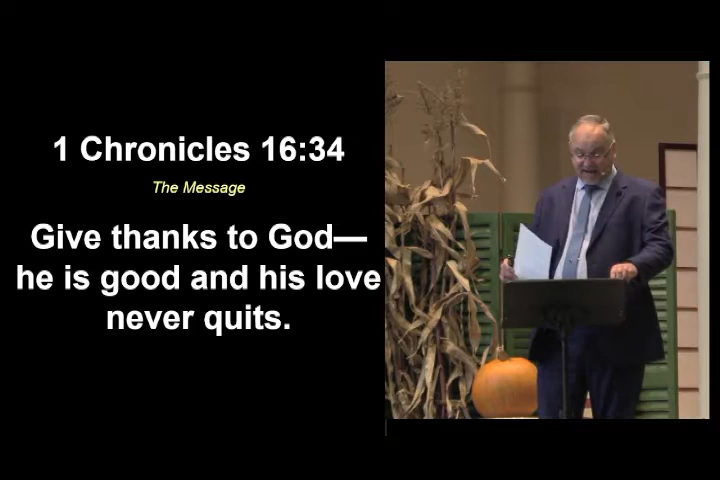 1 Chronicles 16:34
The Message
Give thanks to God—
he is good and his love
never quits.